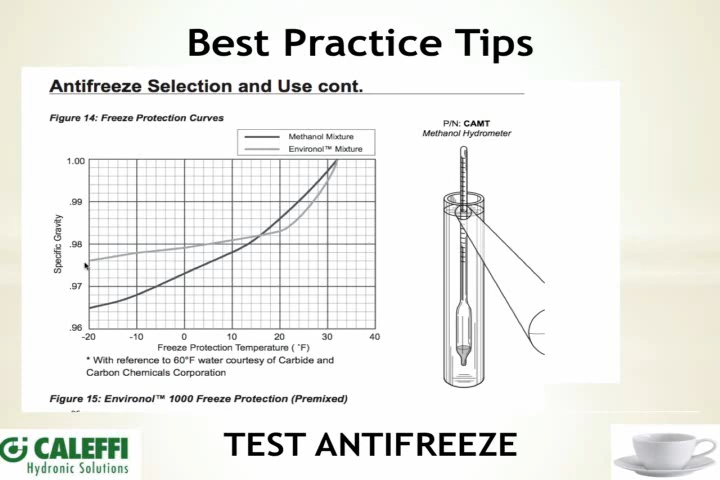 Best Practice Tips
Antifreeze Selection and Use cont.
Figure 14: Freeze Protection Curves
Methanol Mixture
Environol™ Mixture
P/N: CAMT
Methanol Hydrometer
1.00
.99
.98
.97
.96
Specific Gravity
-20 -10 0 10 20 30 40
Freeze Protection Temperature ( °F)
* With reference to 60°F water courtesy of Carbide and
Carbon Chemicals Corporation
Figure 15: Environol™ 1000 Freeze Protection (Premixed)
TEST ANTIFREEZE
CALEFFI
Hydronic Solutions